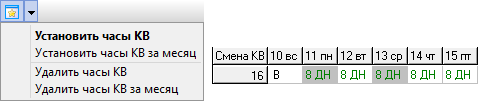 Установить часы КВ
Установить часы КВ за месяц
Удалить часы КВ
Удалить часы КВ за месяц
Смена КВ 10 вс 11 пн 12 вт 13 ср 14 чт 15 пт
16 В 8 ДН 8 ДН 8 ДН 8 ДН 8 ДН